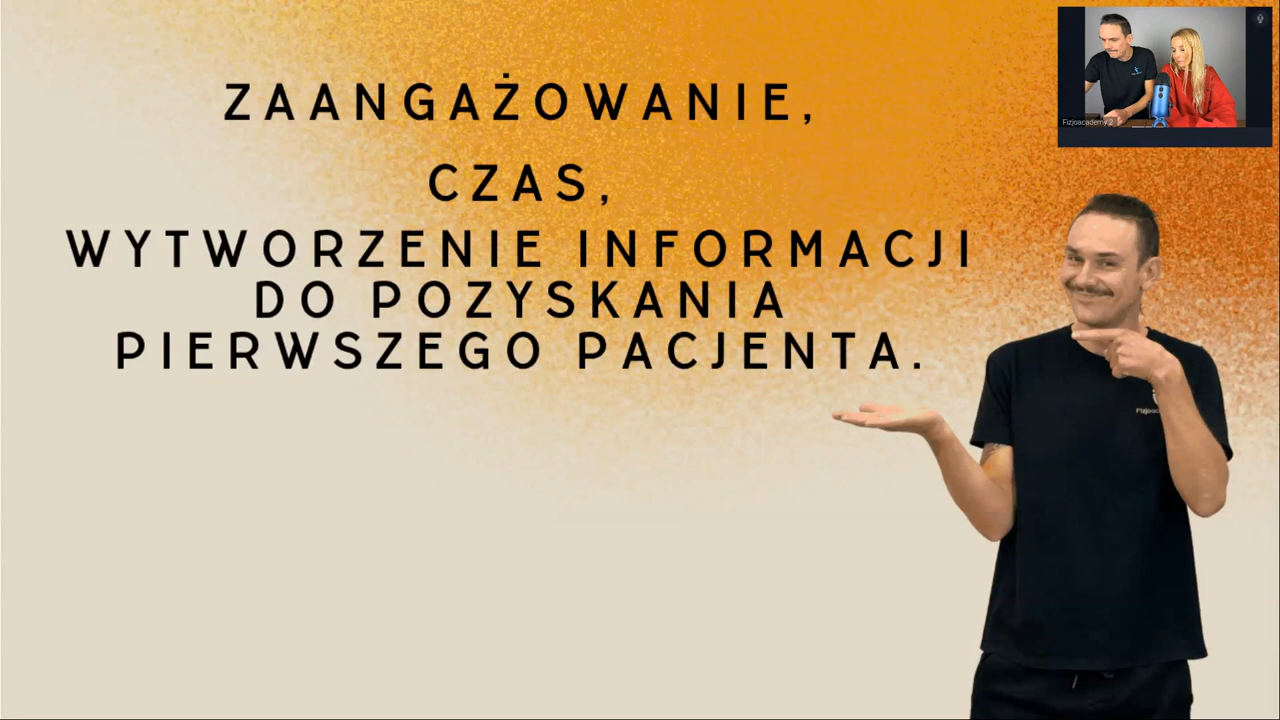 ZAANGAŻOWANIE,
CZAS,
WYTWORZENIE INFORMACJI
DO POZYSKANIA
PIERWSZEGO PACJENTA.
Fizjoacademy 2